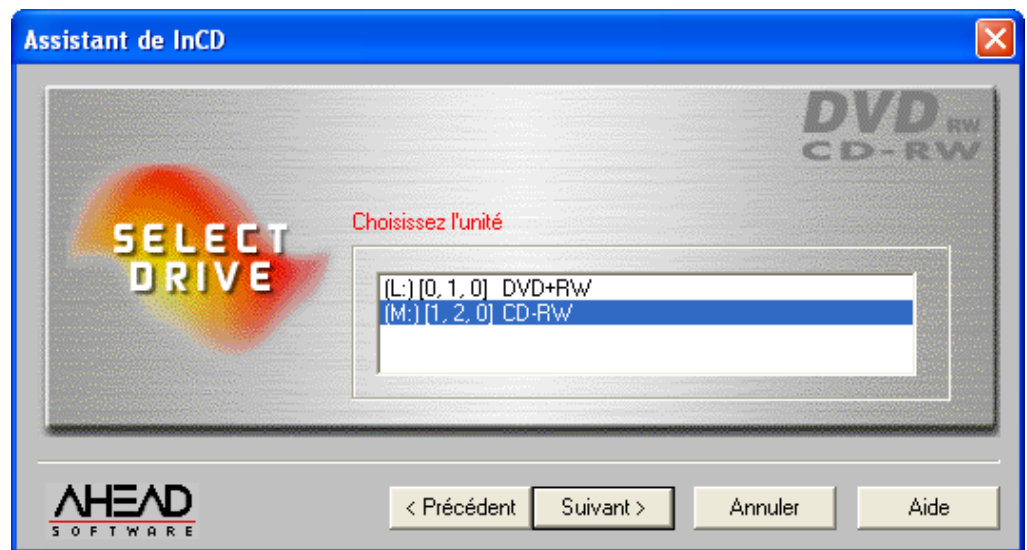 Assistant de InCD
DVD RW
CD-RW
SELECT
DRIVE
Choisissez l'unité
(L:) [0, 1, 0] DVD+RW
(M:) [1, 2, 0] CD-RW
AHEAD
SOFTWARE
< Précédent
Suivant >
Annuler
Aide